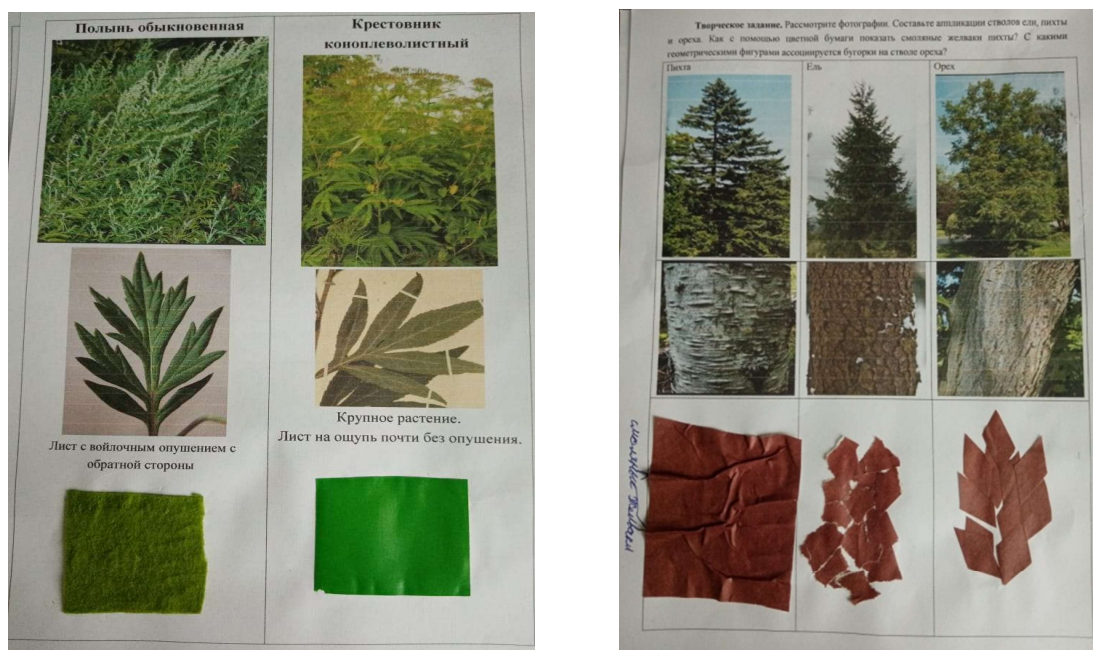 Полынь обыкновенная
Крестовник
коноплеволистный
Лист с войлочным опушением с
обратной стороны
Крупное растение.
Лист на ощупь почти без опушения.
Творческое задание. Рассмотрите фотографии. Составьте аппликации стволов ели, пихты
и ореха. Как с помощью цветной бумаги показать смоляные желваки пихты? С какими
геометрическими фигурами ассоциируется бугорки на стволе ореха?
Пихта
Ель
Орех
смоляные желваки